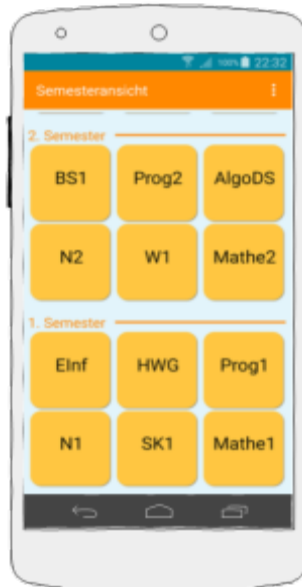 100% 22:32
Semesteransicht
2. Semester
BS1 Prog2 AlgoDS
N2 W1 Mathe2
1. Semester
EInf HWG Prog1
N1 SK1 Mathe1